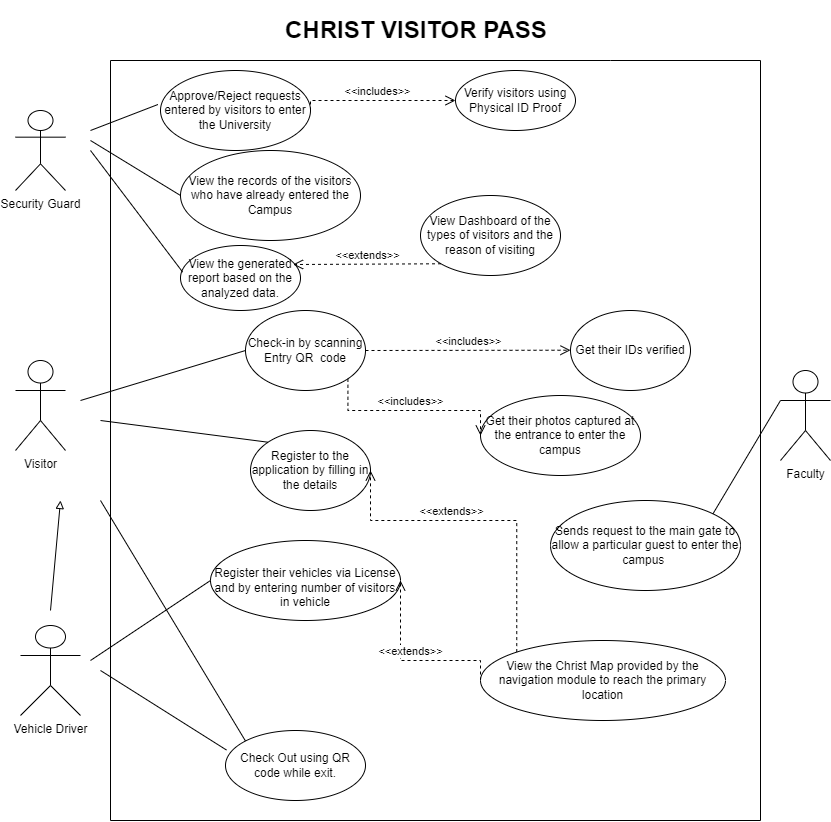 CHRIST VISITOR PASS
Approve/Reject requests
entered by visitors to enter
the University
<<includes>>
Verify visitors using
Physical ID Proof
Security Guard
View the records of the visitors
who have already entered the
Campus
View Dashboard of the
types of visitors and the
reason of visiting
<<extends>>
View the generated
report based on the
analyzed data.
Check-in by scanning
Entry QR code
<<includes>>
Get their IDs verified
<<includes>>
Get their photos captured at
the entrance to enter the
campus
Visitor
Faculty
Register to the
application by filling in
the details
<<extends>>
Sends request to the main gate to
allow a particular guest to enter the
campus
Register their vehicles via License
and by entering number of visitors
in vehicle
<<extends>>
View the Christ Map provided by the
navigation module to reach the primary
location
Vehicle Driver
Check Out using QR
code while exit.